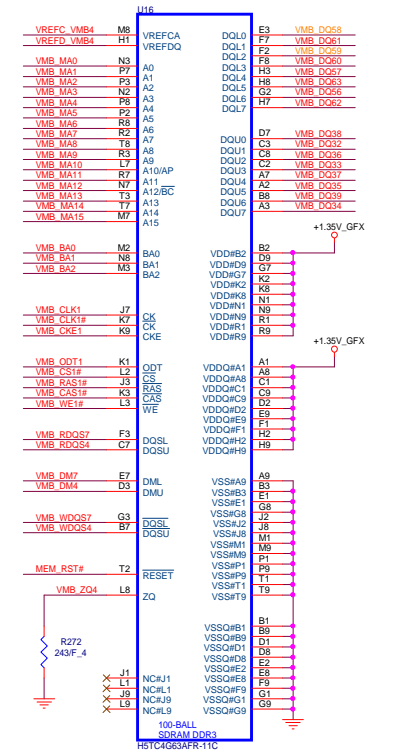 U16
VREFC_VMB4 M8 VREFCA
VREFD_VMB4 H1 VREFDQ
VMB_MA0 N3 A0
VMB_MA1 P7 A1
VMB_MA2 P3 A2
VMB_MA3 N2 A3
VMB_MA4 P8 A4
VMB_MA5 P2 A5
VMB_MA6 R8 A6
VMB_MA7 R2 A7
VMB_MA8 T8 A8
VMB_MA9 R3 A9
VMB_MA10 L7 A10/AP
VMB_MA11 R7 A11
VMB_MA12 N7 A12/BC
VMB_MA13 T3 A13
VMB_MA14 T7 A14
VMB_MA15 M7 A15
VMB_BA0 M2 BA0
VMB_BA1 N8 BA1
VMB_BA2 M3 BA2
VMB_CLK1 J7 CK
VMB_CLK1# K7 CK
VMB_CKE1 K9 CKE
VMB_ODT1 K1 ODT
VMB_CS1# L2 CS
VMB_RAS1# J3 RAS
VMB_CAS1# K3 CAS
VMB_WE1# L3 WE
VMB_RDQS7 F3 DQSL
VMB_RDQS4 C7 DQSU
VMB_DM7 E7 DML
VMB_DM4 D3 DMU
VMB_WDQS7 G3 DQSL
VMB_WDQS4 B7 DQSU
MEM_RST# T2 RESET
VMB_ZQ4 L8 ZQ
R272
243/F_4
J1 NC#J1
L1 NC#L1
J9 NC#J9
L9 NC#L9
DQL0 E3 VMB_DQ58
DQL1 F7 VMB_DQ61
DQL2 F2 VMB_DQ59
DQL3 F8 VMB_DQ60
DQL4 H3 VMB_DQ57
DQL5 H8 VMB_DQ63
DQL6 G2 VMB_DQ56
DQL7 H7 VMB_DQ62
DQU0 D7 VMB_DQ38
DQU1 C3 VMB_DQ32
DQU2 C8 VMB_DQ36
DQU3 C2 VMB_DQ33
DQU4 A7 VMB_DQ37
DQU5 A2 VMB_DQ35
DQU6 B8 VMB_DQ39
DQU7 A3 VMB_DQ34
+1.35V_GFX
VDD#B2 B2
VDD#D9 D9
VDD#G7 G7
VDD#K2 K2
VDD#K8 K8
VDD#N1 N1
VDD#N9 N9
VDD#R1 R1
VDD#R9 R9
+1.35V_GFX
VDDQ#A1 A1
VDDQ#A8 A8
VDDQ#C1 C1
VDDQ#C9 C9
VDDQ#D2 D2
VDDQ#E9 E9
VDDQ#F1 F1
VDDQ#H2 H2
VDDQ#H9 H9
VSS#A9 A9
VSS#B3 B3
VSS#E1 E1
VSS#G8 G8
VSS#J2 J2
VSS#J8 J8
VSS#M1 M1
VSS#M9 M9
VSS#P1 P1
VSS#P9 P9
VSS#T1 T1
VSS#T9 T9
VSSQ#B1 B1
VSSQ#B9 B9
VSSQ#D1 D1
VSSQ#D8 D8
VSSQ#E2 E2
VSSQ#E8 E8
VSSQ#F9 F9
VSSQ#G1 G1
VSSQ#G9 G9
100-BALL
SDRAM DDR3
H5TC4G63AFR-11C